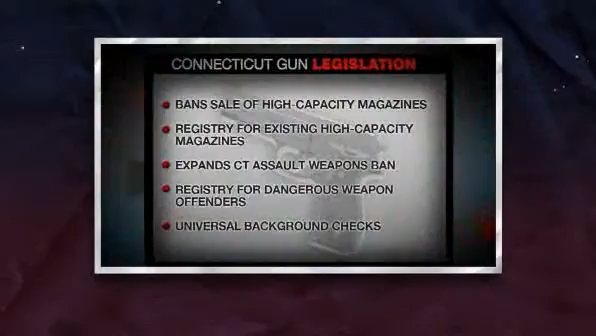 CONNECTICUT GUN LEGISLATION
BANS SALE OF HIGH-CAPACITY MAGAZINES
REGISTRY FOR EXISTING HIGH-CAPACITY
MAGAZINES
EXPANDS CT ASSAULT WEAPONS BAN
REGISTRY FOR DANGEROUS WEAPON
OFFENDERS
UNIVERSAL BACKGROUND CHECKS